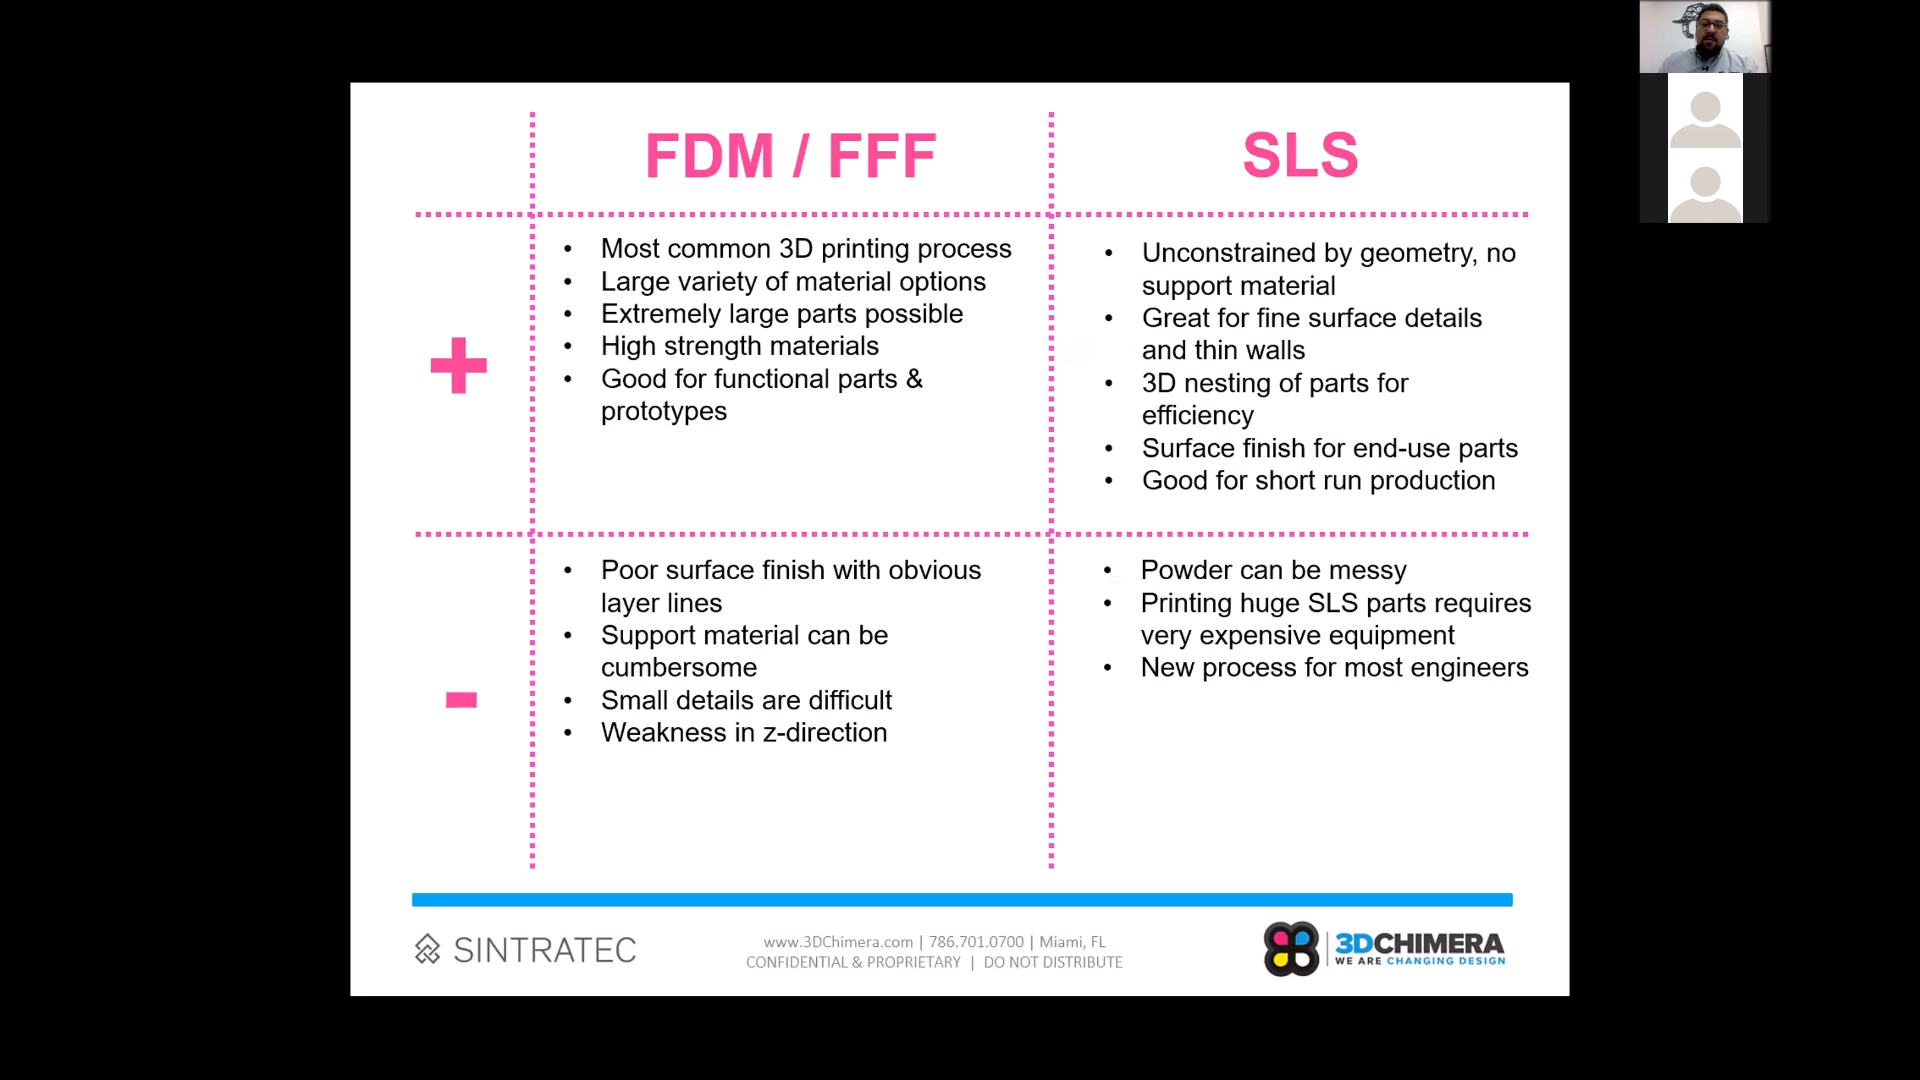 FDM / FFF
SLS
+
• Most common 3D printing process
• Large variety of material options
• Extremely large parts possible
• High strength materials
• Good for functional parts &
prototypes
• Unconstrained by geometry, no
support material
• Great for fine surface details
and thin walls
• 3D nesting of parts for
efficiency
• Surface finish for end-use parts
• Good for short run production
-
• Poor surface finish with obvious
layer lines
• Support material can be
cumbersome
• Small details are difficult
• Weakness in z-direction
• Powder can be messy
• Printing huge SLS parts requires
very expensive equipment
• New process for most engineers
SINTRATEC
www.3DChimera.com | 786.701.0700 | Miami, FL
CONFIDENTIAL & PROPRIETARY | DO NOT DISTRIBUTE
3DCHIMERA
WE ARE CHANGING DESIGN